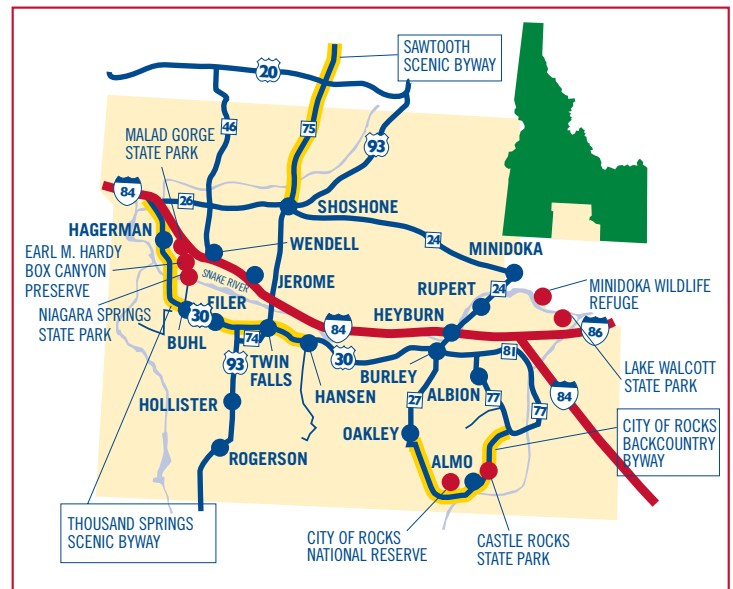 SAWTOOTH
SCENIC BYWAY
20
46
75
93
MALAD GORGE
STATE PARK
84
26
SHOSHONE
HAGERMAN
24
WENDELL
MINIDOKA
EARL M. HARDY
BOX CANYON
PRESERVE
SNAKE RIVER
JEROME
RUPERT
24
MINIDOKA WILDLIFE
REFUGE
NIAGARA SPRINGS
STATE PARK
FILER
30
HEYBURN
84
86
BUHL
74
TWIN
FALLS
30
81
93
HANSEN
BURLEY
LAKE WALCOTT
STATE PARK
HOLLISTER
27
ALBION
77
84
77
OAKLEY
CITY OF ROCKS
BACKCOUNTRY
BYWAY
ROGERSON
ALMO
THOUSAND SPRINGS
SCENIC BYWAY
CITY OF ROCKS
NATIONAL RESERVE
CASTLE ROCKS
STATE PARK